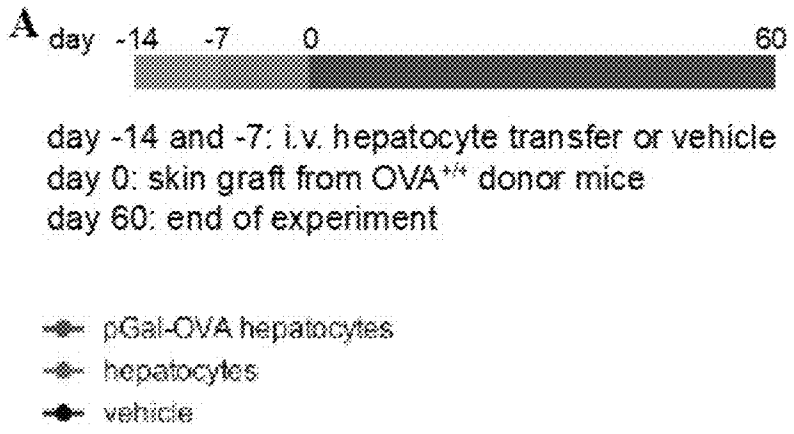 A day -14 -7 0 60
day -14 and -7: i.v. hepatocyte transfer or vehicle
day 0: skin graft from OVA+/+ donor mice
day 60: end of experiment
pGal-OVA hepatocytes
hepatocytes
vehicle